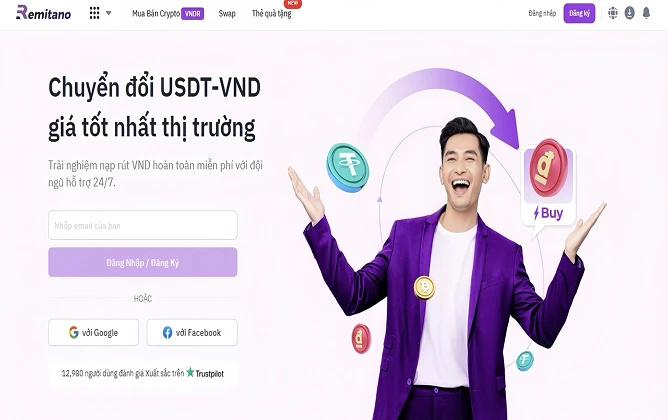 Remitano
Mua Bán Crypto VNDR Swap Thẻ quà tặng NEW Đăng nhập Đăng ký
Chuyển đổi USDT-VND
giá tốt nhất thị trường
Trải nghiệm nạp rút VND hoàn toàn miễn phí với đội
ngũ hỗ trợ 24/7.
Nhập email của bạn
Đăng Nhập / Đăng Ký
HOẶC
với Google với Facebook
12,980 người dùng đánh giá Xuất sắc trên Trustpilot
Buy